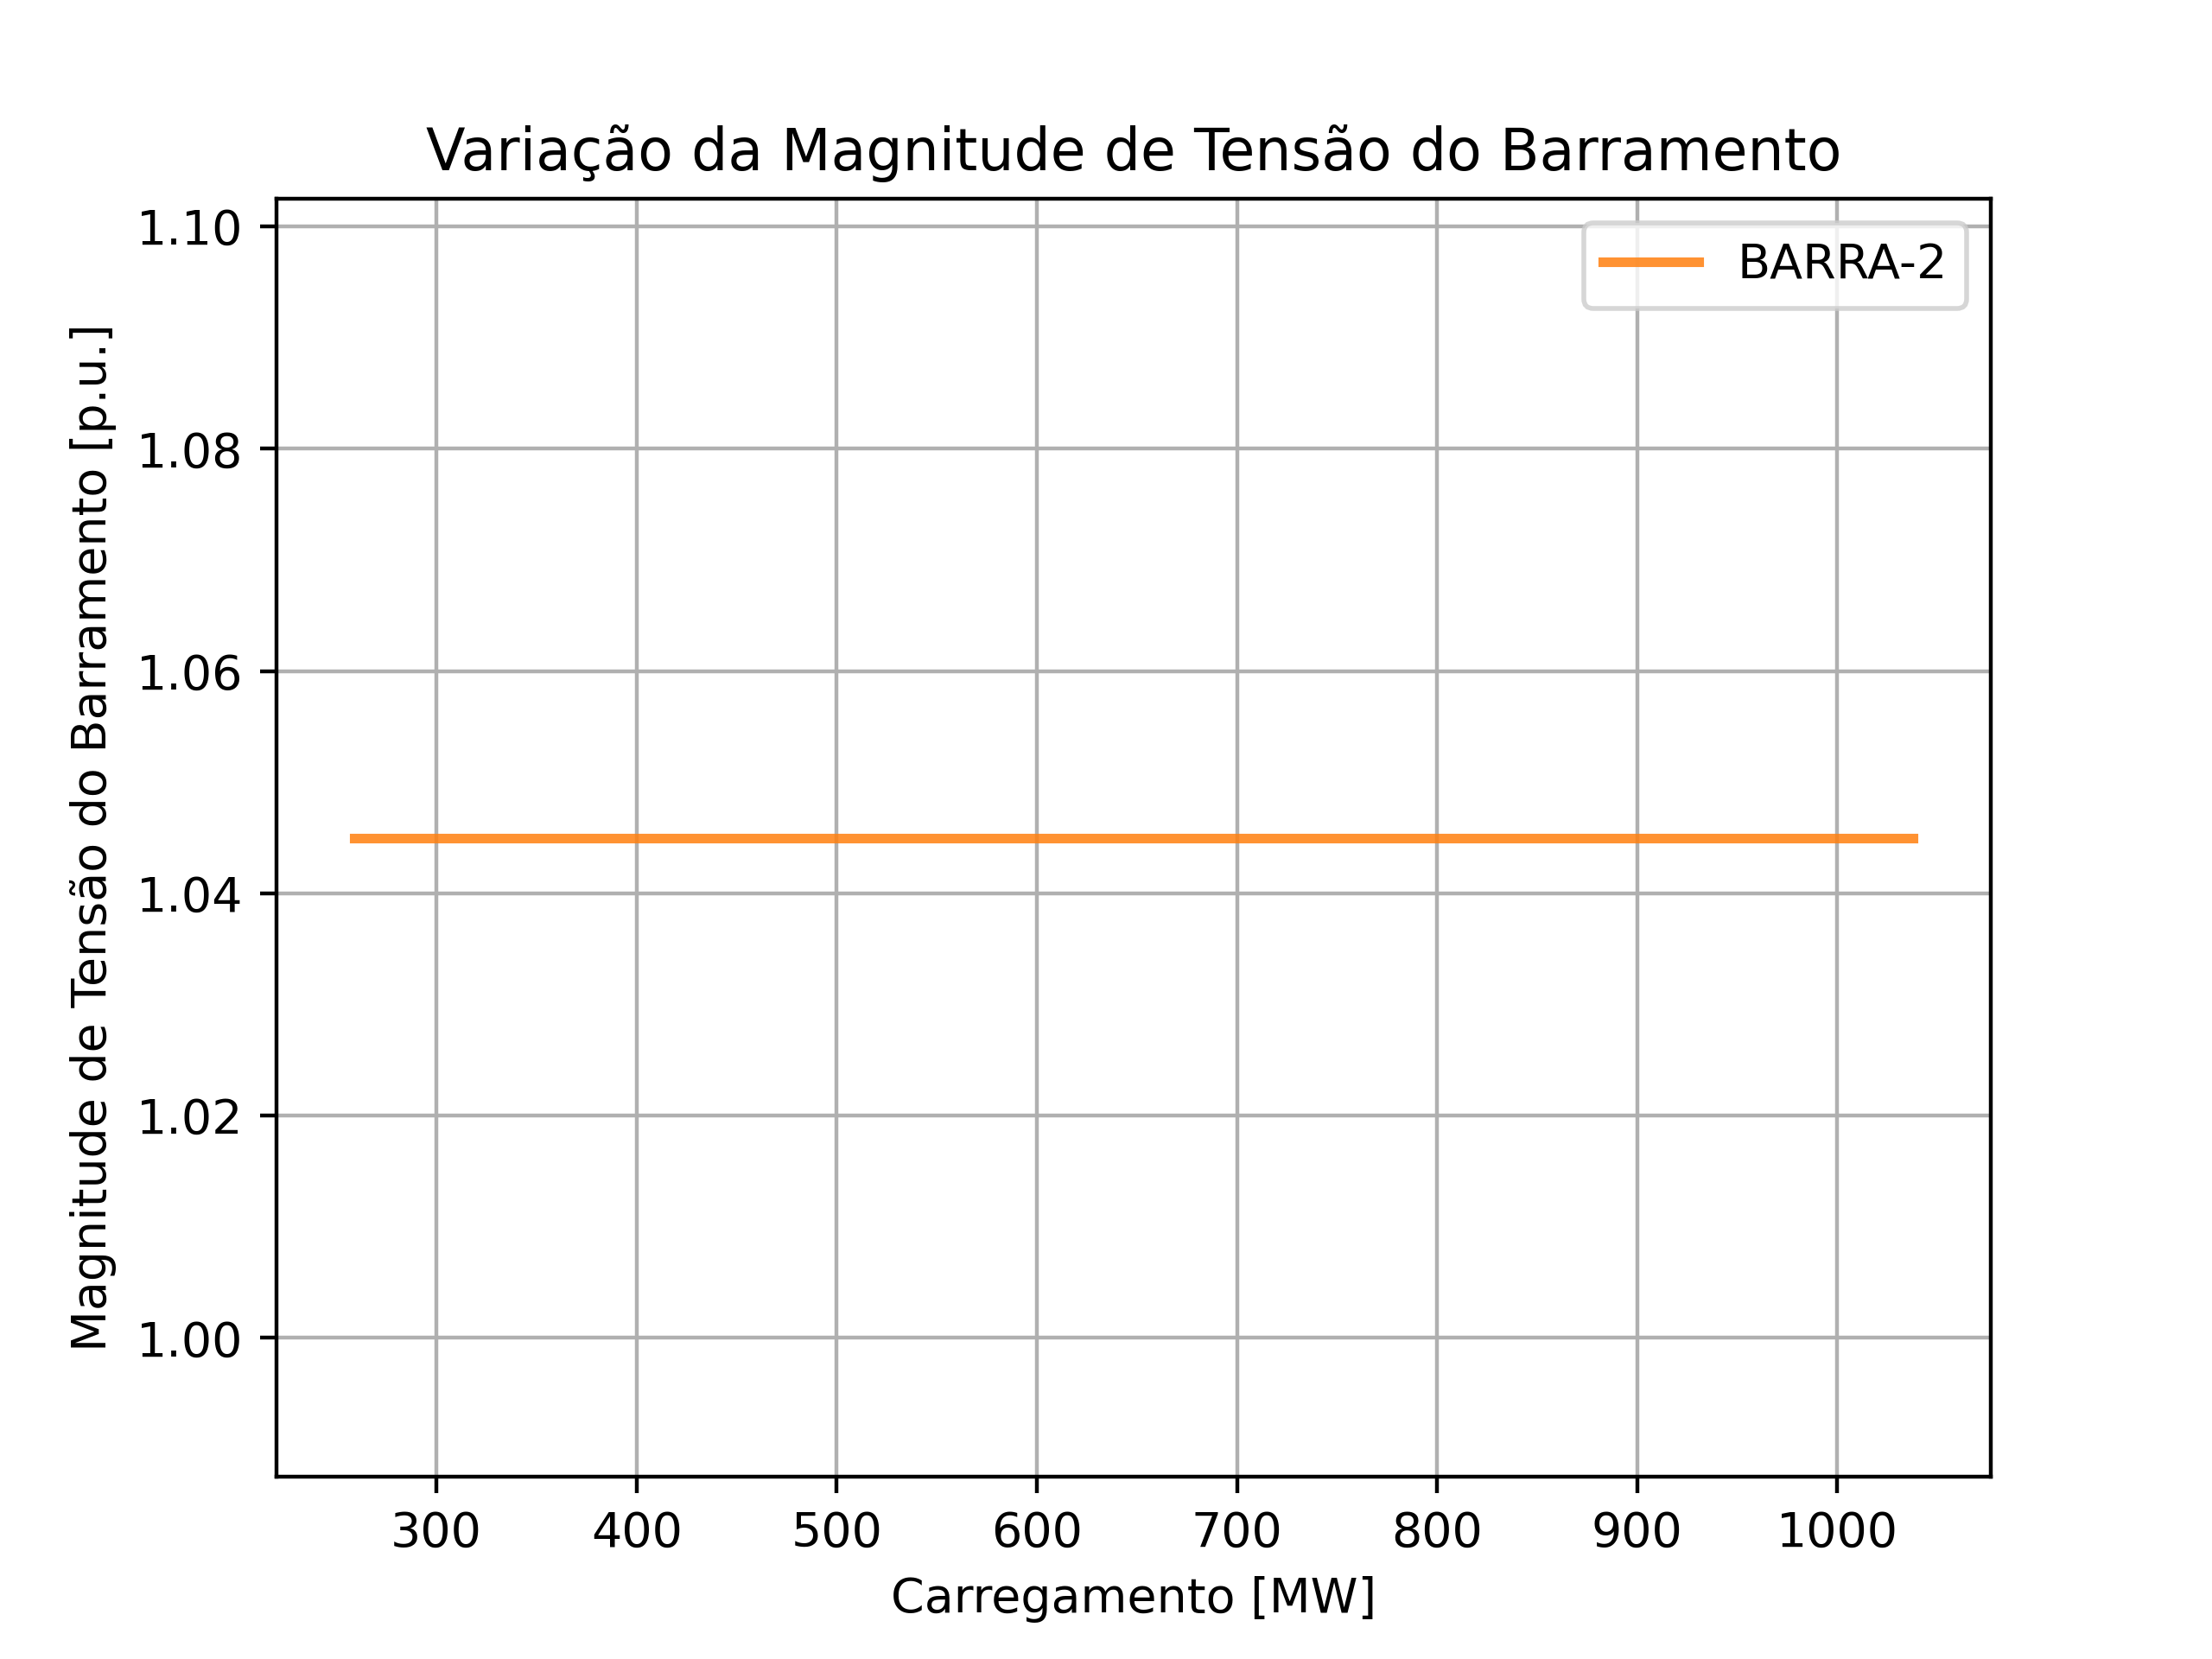 Variação da Magnitude de Tensão do Barramento
BARRA-2
Magnitude de Tensão do Barramento [p.u.]
1.10
1.08
1.06
1.04
1.02
1.00
300 400 500 600 700 800 900 1000
Carregamento [MW]